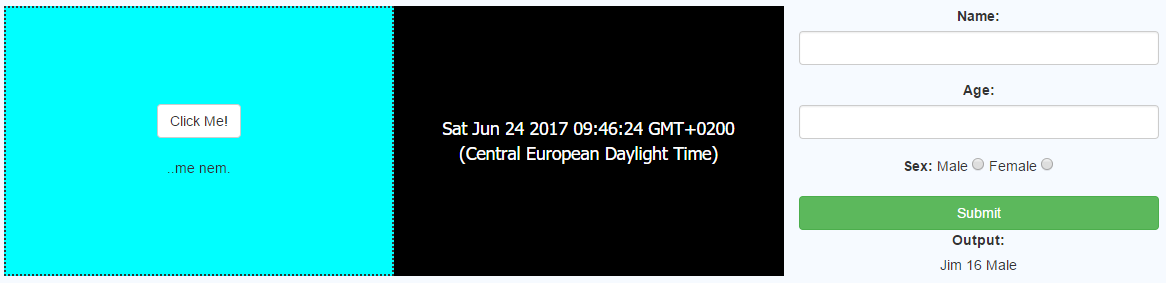 Click Me!
..me nem.
Sat Jun 24 2017 09:46:24 GMT+0200
(Central European Daylight Time)
Name:
Age:
Sex: Male Female
Submit
Output:
Jim 16 Male